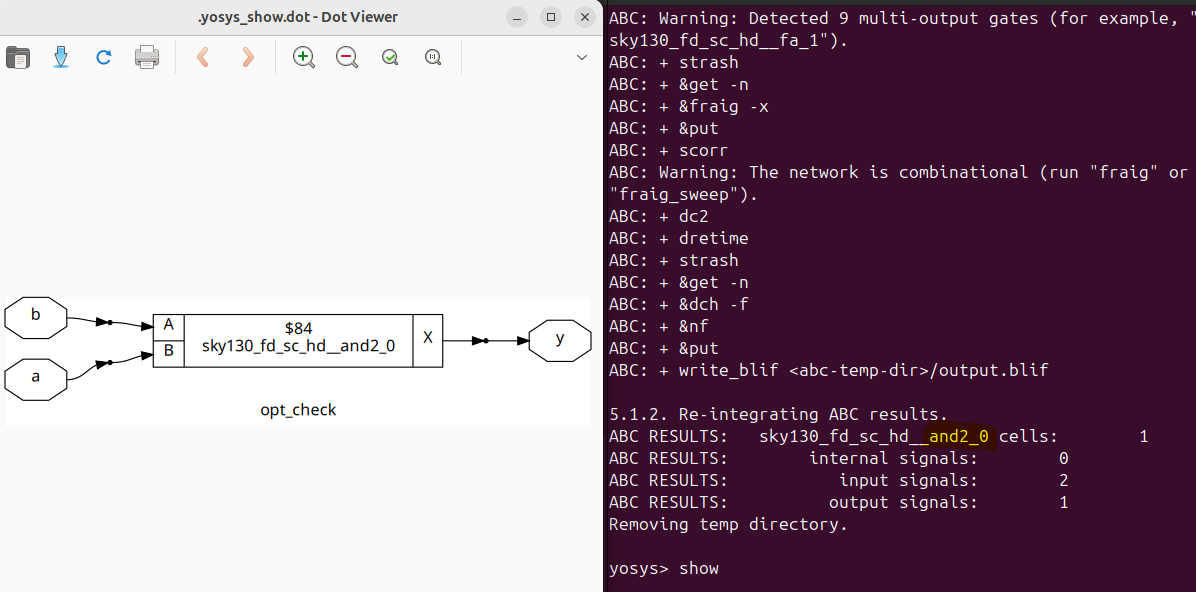 .yosys_show.dot - Dot Viewer
b
a
A
B
$84
sky130_fd_sc_hd__and2_0
X
y
opt_check
ABC: Warning: Detected 9 multi-output gates (for example, "
sky130_fd_sc_hd__fa_1").
ABC: + strash
ABC: + &get -n
ABC: + &fraig -x
ABC: + &put
ABC: + scorr
ABC: Warning: The network is combinational (run "fraig" or
"fraig_sweep").
ABC: + dc2
ABC: + dretime
ABC: + strash
ABC: + &get -n
ABC: + &dch -f
ABC: + &nf
ABC: + &put
ABC: + write_blif <abc-temp-dir>/output.blif
5.1.2. Re-integrating ABC results.
ABC RESULTS:   sky130_fd_sc_hd__and2_0 cells:        1
ABC RESULTS:        internal signals:        0
ABC RESULTS:           input signals:        2
ABC RESULTS:          output signals:        1
Removing temp directory.
yosys> show